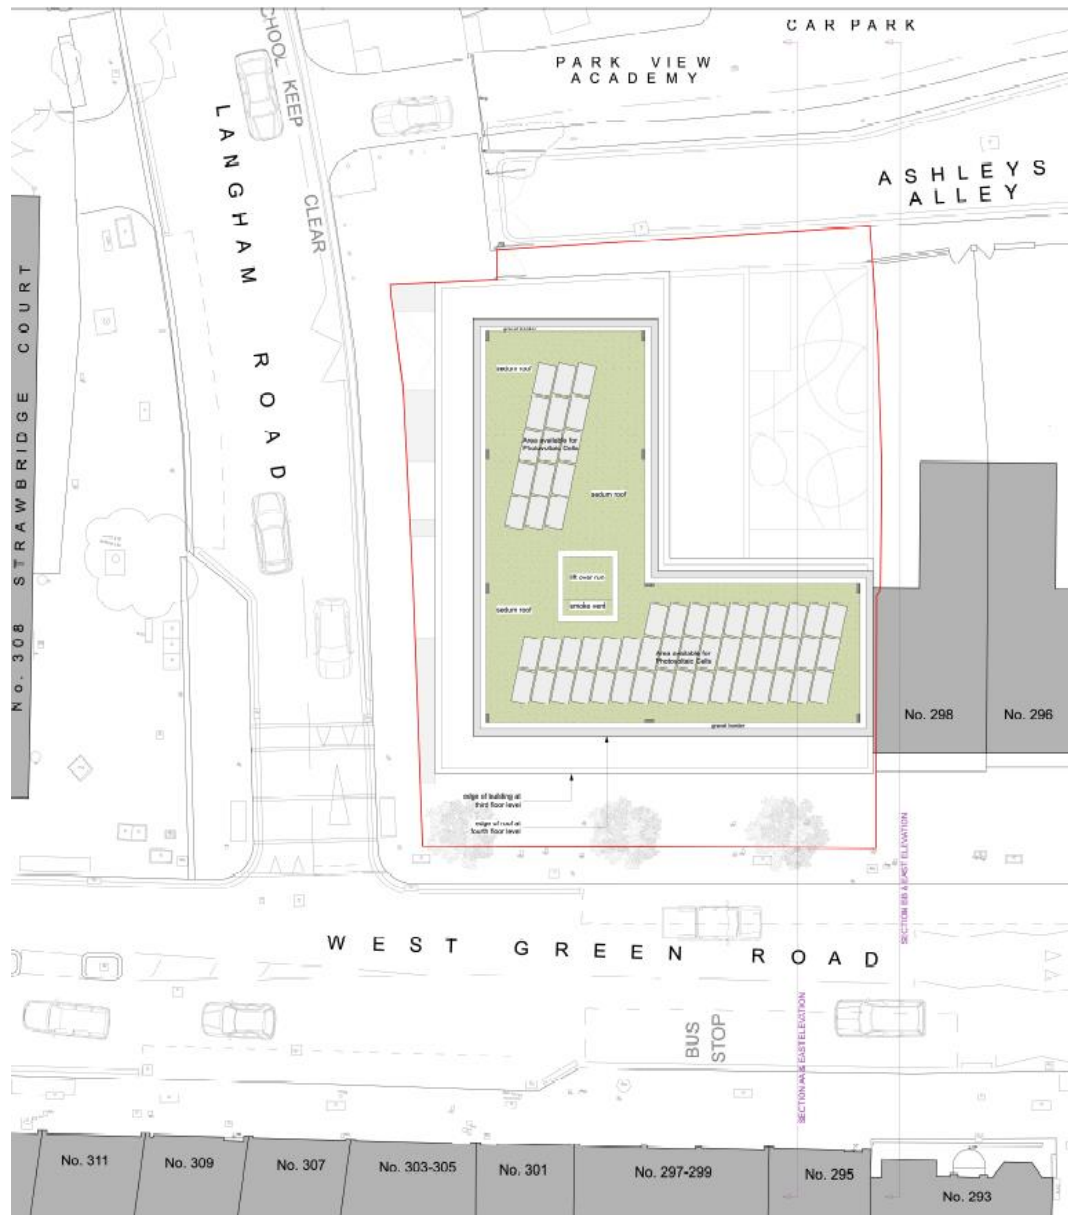 CAR PARK
PARK VIEW
ACADEMY
SCHOOL KEEP
CLEAR
LANGHAM ROAD
ASHLEYS
ALLEY
No. 308 STRAWBRIDGE COURT
gravel border
sedum roof
Area available for
Photovoltaic Cells
sedum roof
lift over run
smoke vent
sedum roof
Area available for
Photovoltaic Cells
gravel border
No. 298
No. 296
edge of building at
third floor level
edge of roof at
fourth floor level
SECTION BB & EAST ELEVATION
WEST GREEN ROAD
SECTION AA & EAST ELEVATION
BUS
STOP
No. 311
No. 309
No. 307
No. 303-305
No. 301
No. 297-299
No. 295
No. 293